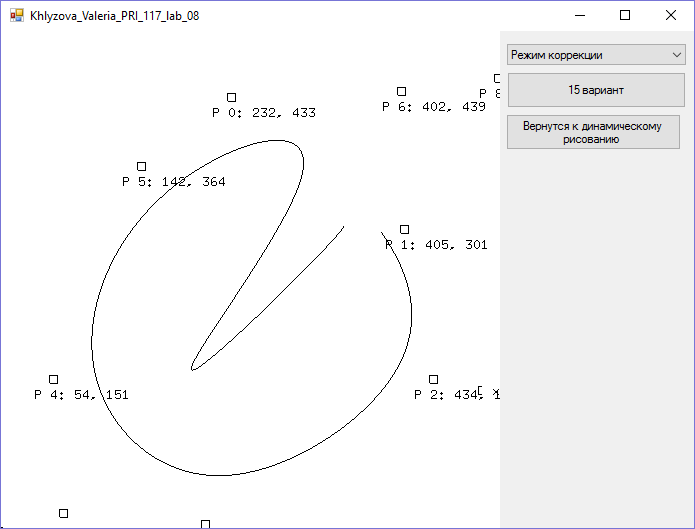 Khlyzova_Valeria_PRI_117_lab_08
Режим коррекции
15 вариант
Вернутся к динамическому
рисованию
P 0: 232, 433
P 6: 402, 439
P 5: 142, 364
P 1: 405, 301
P 4: 54, 151
P 2: 434, 1